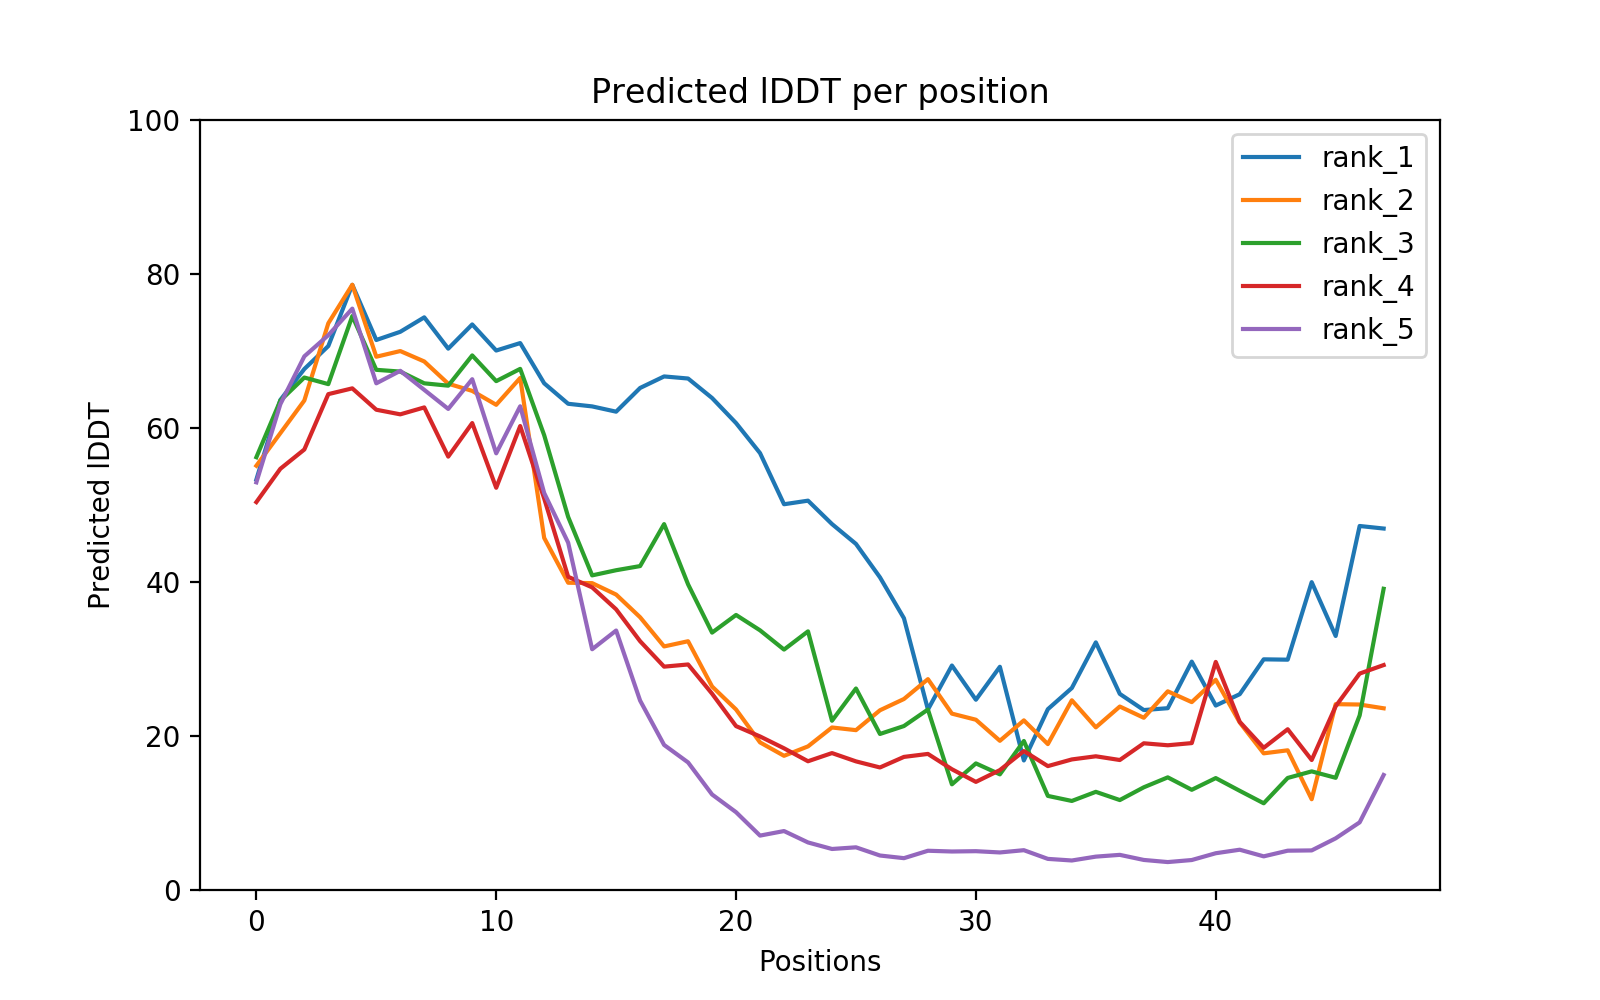 Predicted lDDT per position
100
80
60
40
20
0
Predicted lDDT
rank_1
rank_2
rank_3
rank_4
rank_5
0 10 20 30 40
Positions